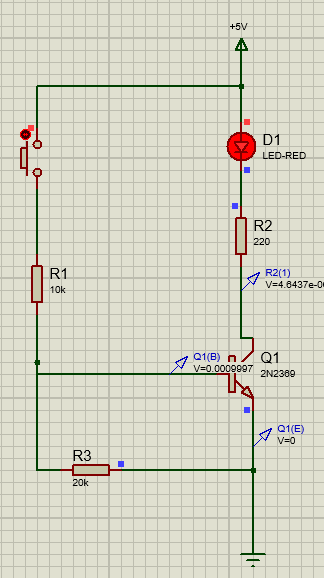 +5V
D1
LED-RED
R2
220
R1
10k
R2(1)
V=4.6437e-0
Q1(B)
V=0.0009997
Q1
2N2369
Q1(E)
V=0
R3
20k